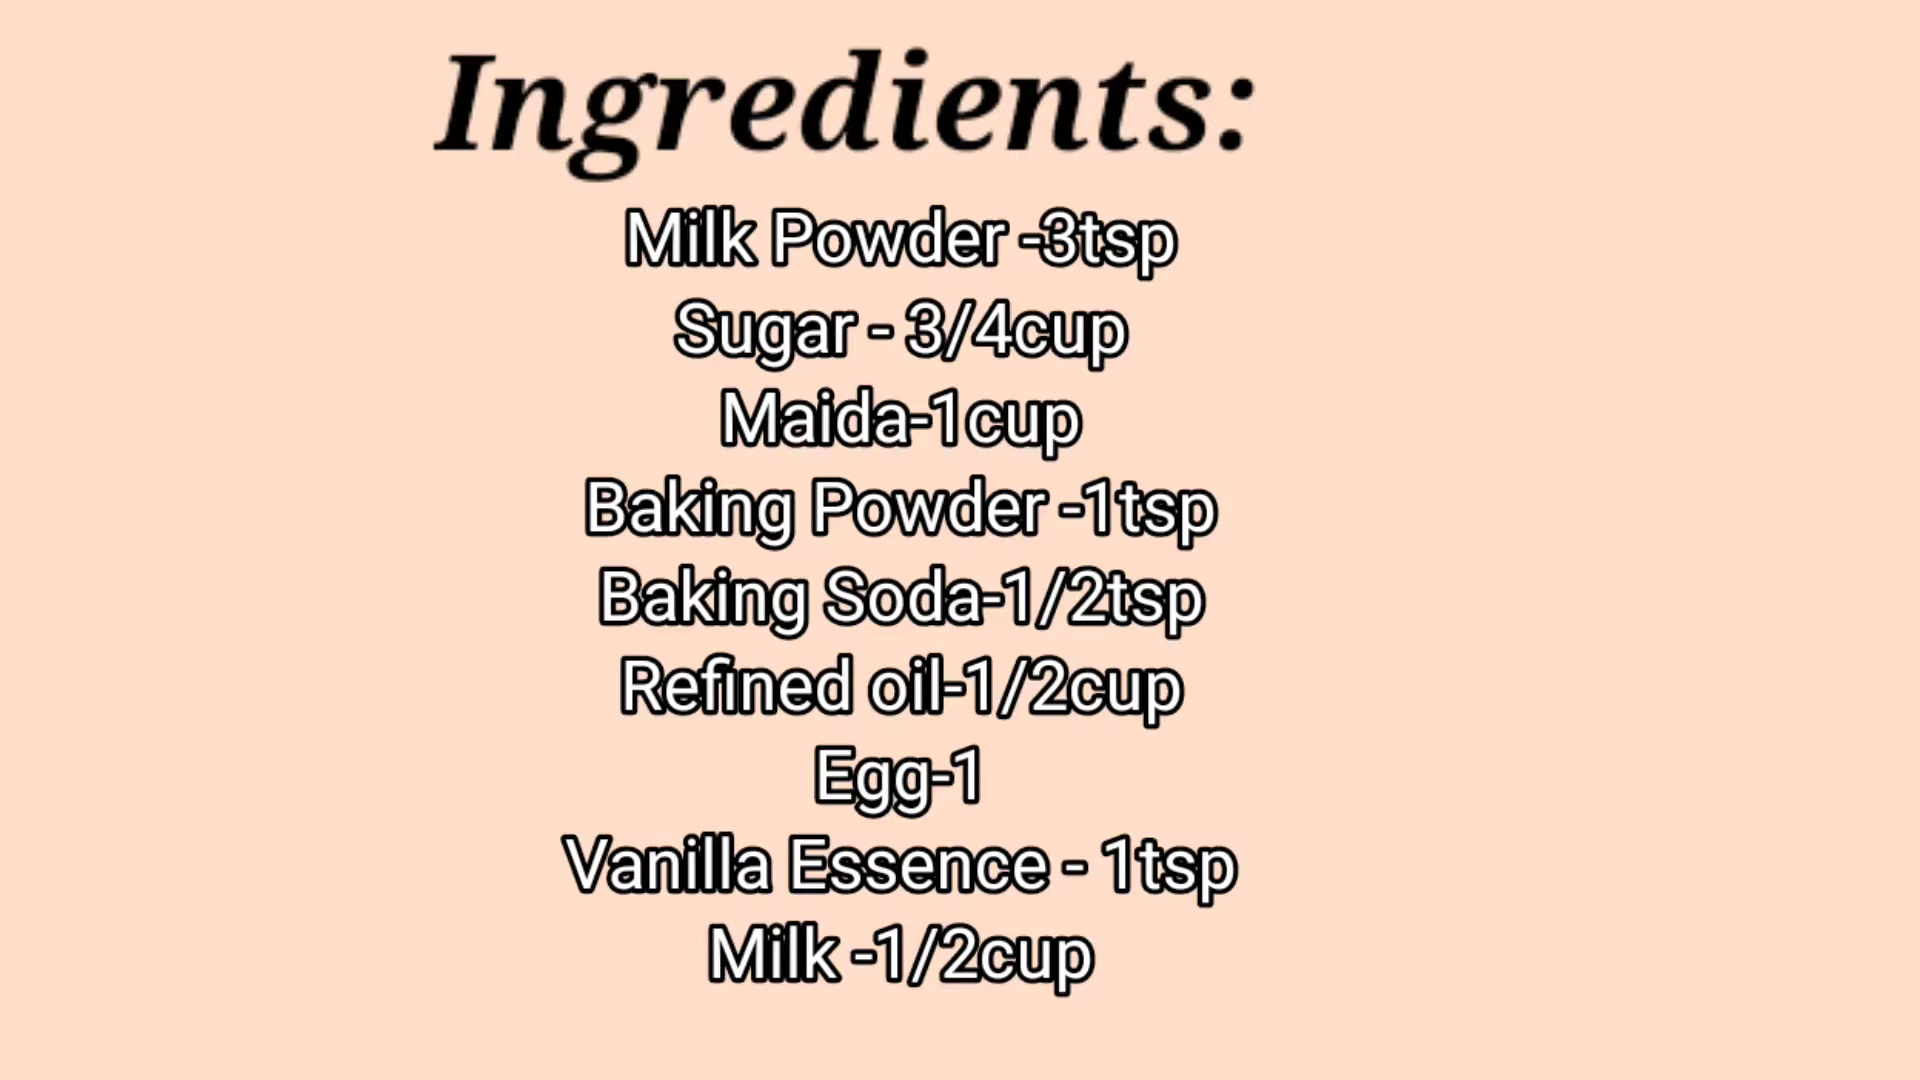 Ingredients:
Milk Powder -3tsp
Sugar - 3/4cup
Maida-1cup
Baking Powder -1tsp
Baking Soda-1/2tsp
Refined oil-1/2cup
Egg-1
Vanilla Essence - 1tsp
Milk -1/2cup